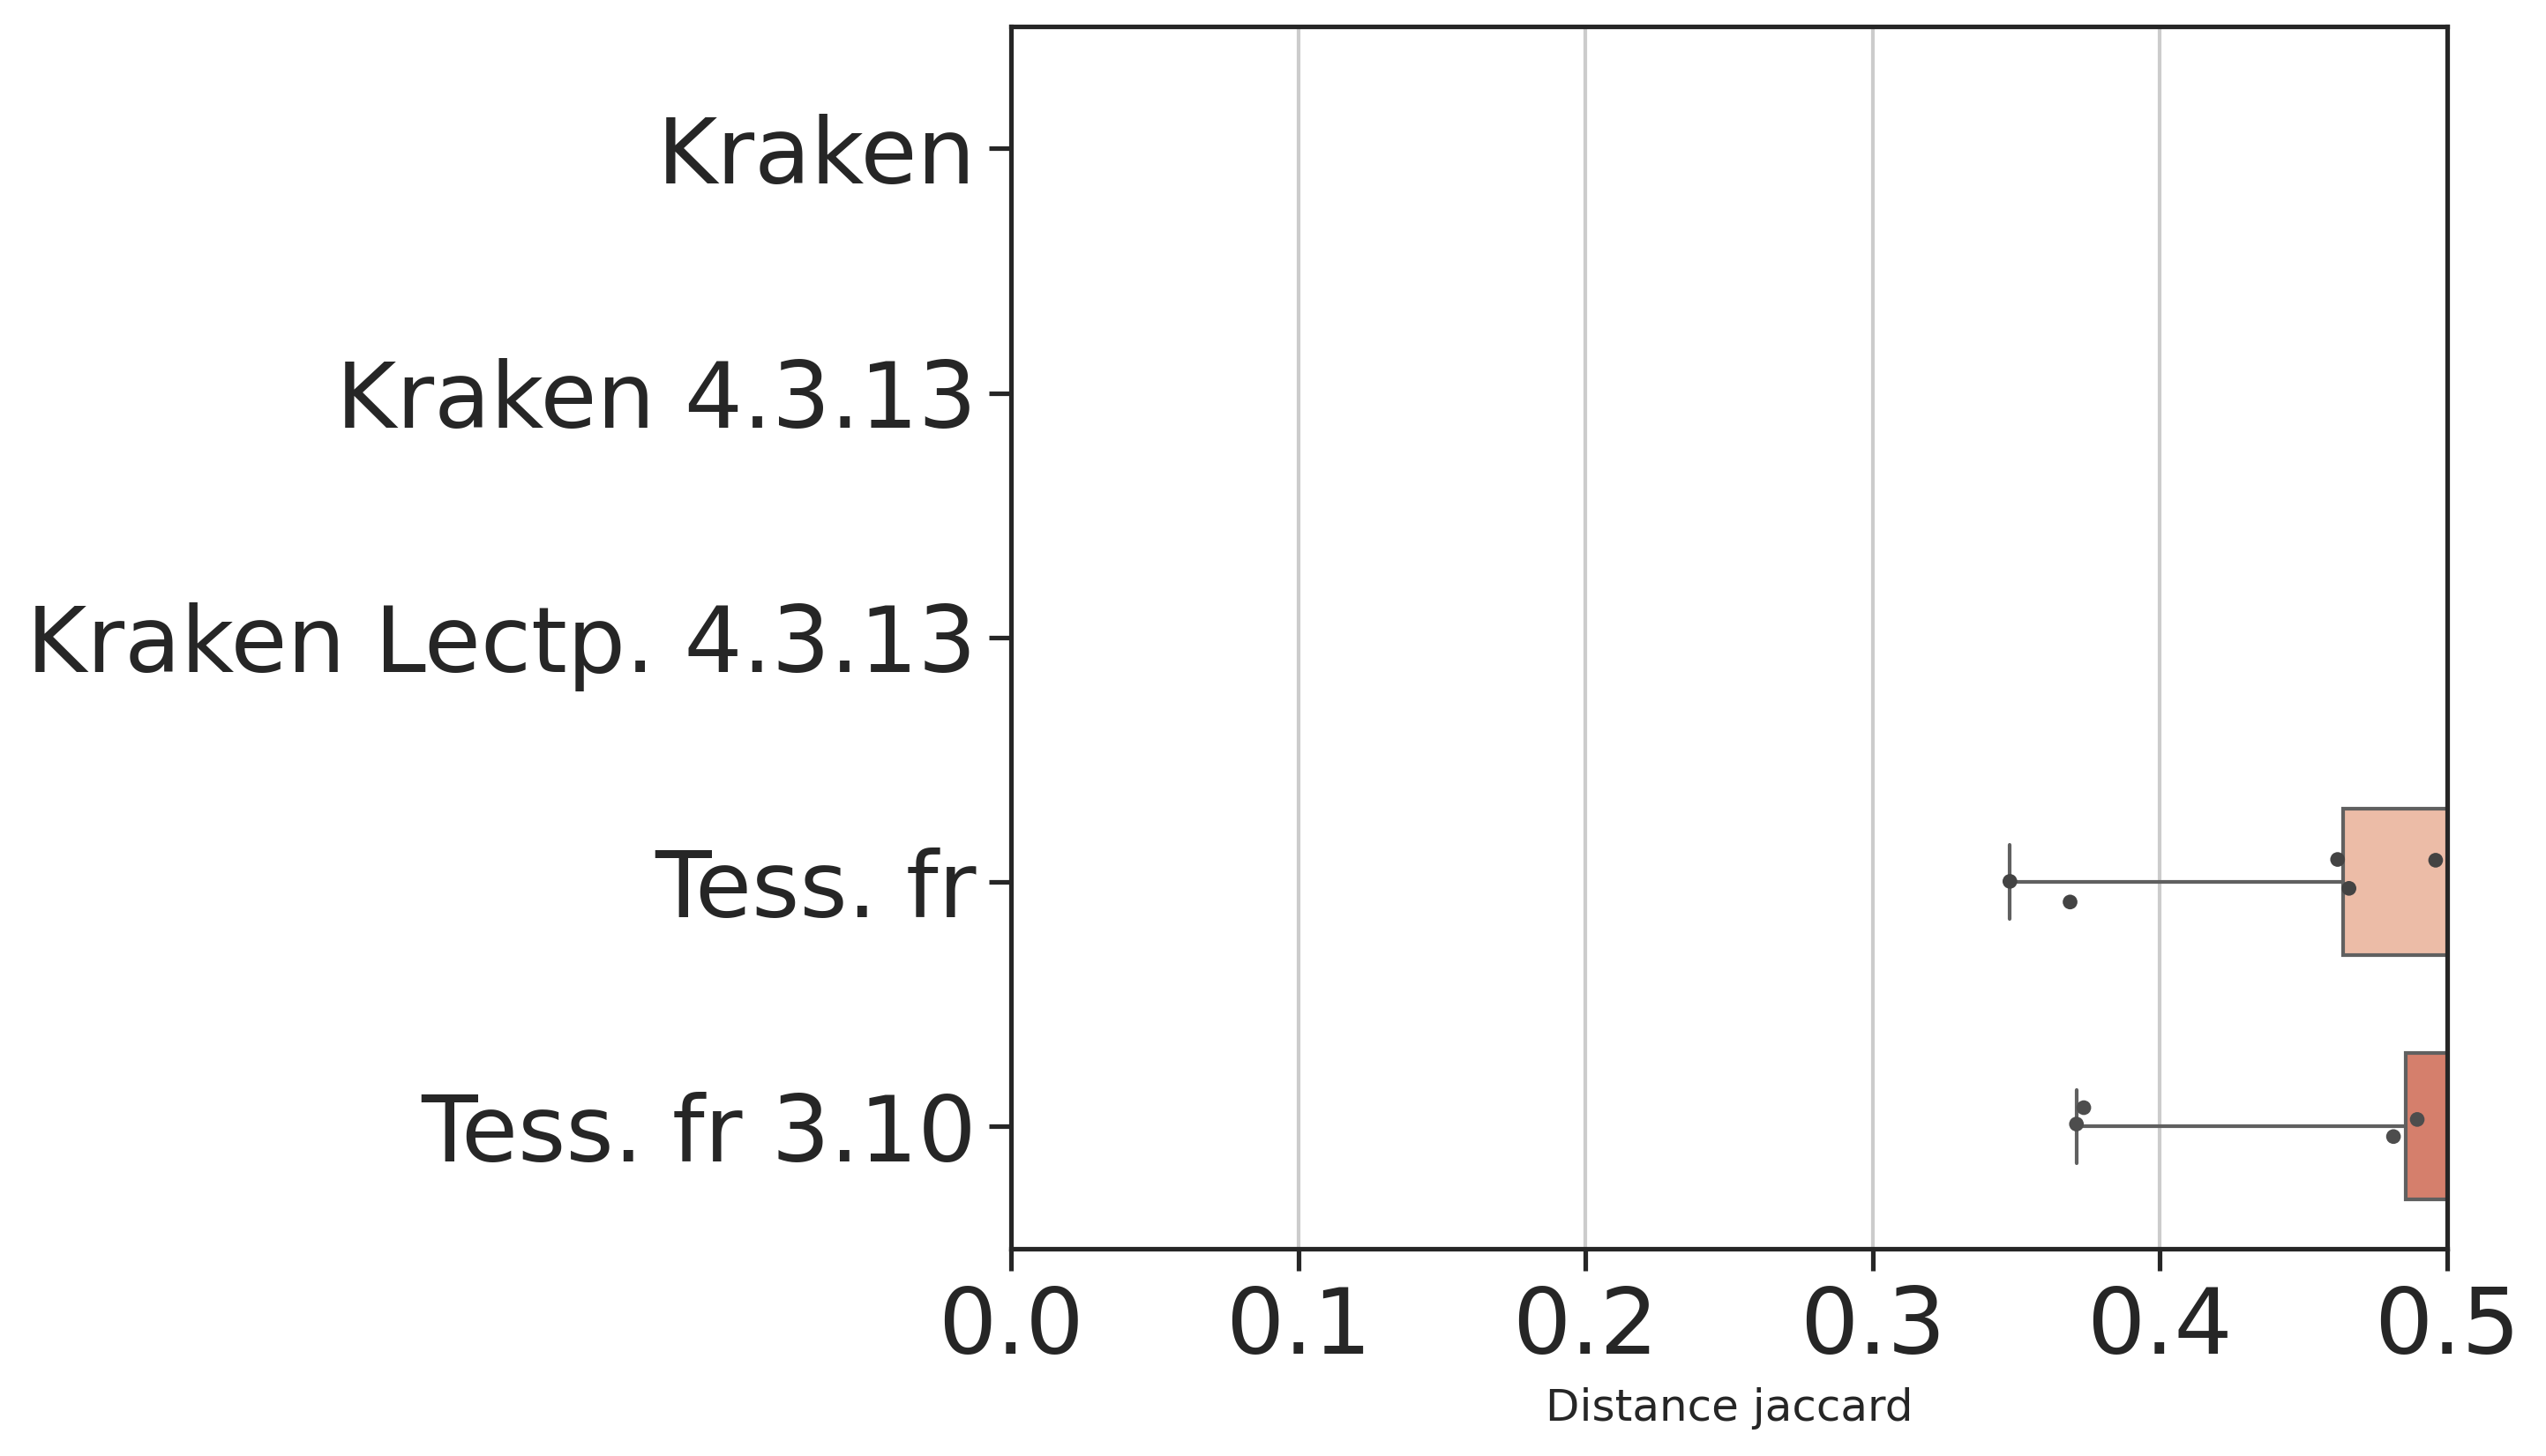 Kraken
Kraken 4.3.13
Kraken Lectp. 4.3.13
Tess. fr
Tess. fr 3.10
0.0 0.1 0.2 0.3 0.4 0.5
Distance jaccard